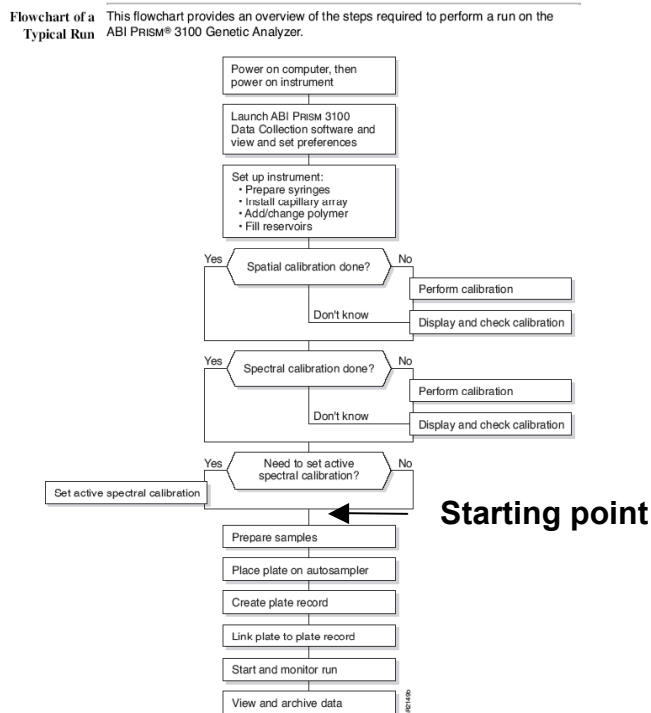 Flowchart of a
Typical Run
This flowchart provides an overview of the steps required to perform a run on the
ABI PRISM® 3100 Genetic Analyzer.
Power on computer, then
power on instrument
Launch ABI PRISM 3100
Data Collection software and
view and set preferences
Set up instrument:
• Prepare syringes
• Install capillary array
• Add/change polymer
• Fill reservoirs
Yes
Spatial calibration done?
No
Perform calibration
Don't know
Display and check calibration
Yes
Spectral calibration done?
No
Perform calibration
Don't know
Display and check calibration
Yes
Need to set active
spectral calibration?
No
Set active spectral calibration
Starting point
Prepare samples
Place plate on autosampler
Create plate record
Link plate to plate record
Start and monitor run
View and archive data